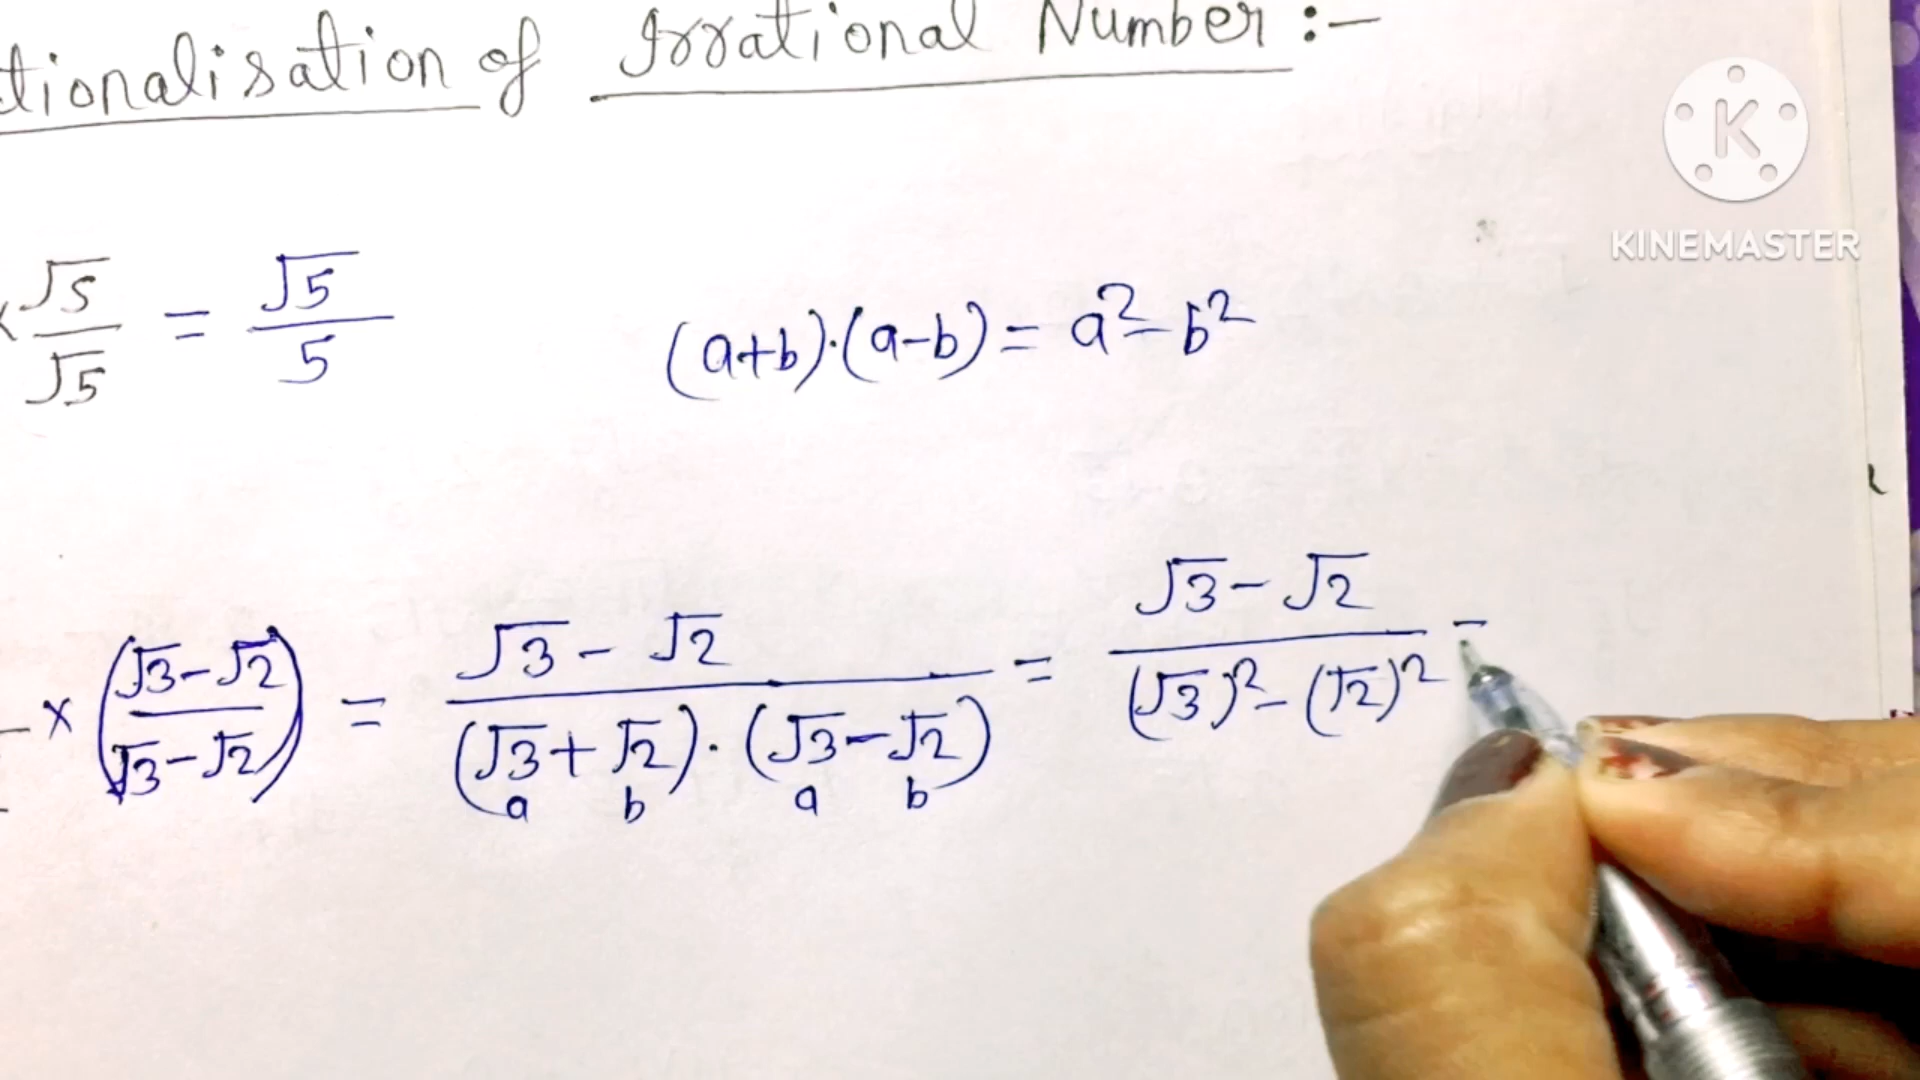 tionalisation of Irrational Number :-
K
KINEMASTER
× √5/√5 = √5/5
(a+b)·(a-b) = a² - b²
× (√3-√2/√3-√2) = √3 - √2/(√3+√2)·(√3-√2) = √3 - √2/(√3)² - (√2)² -
a b a b